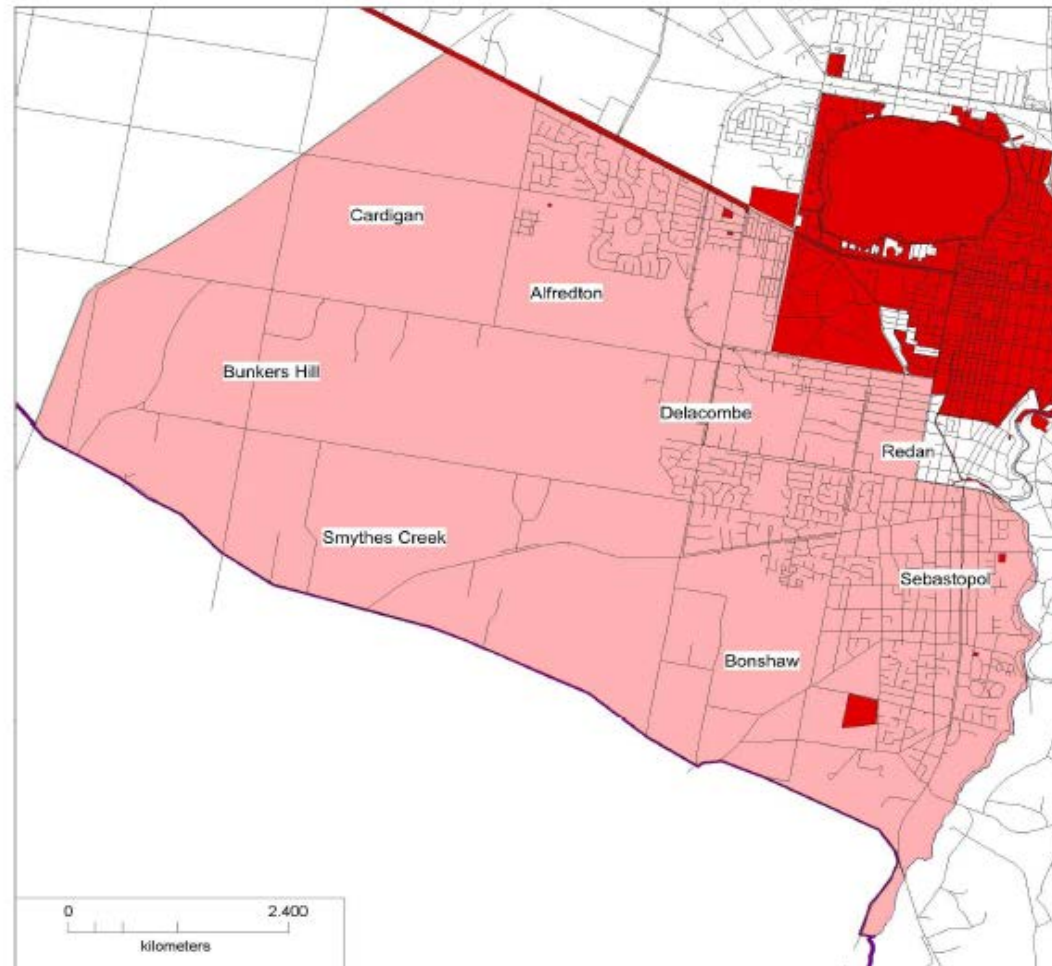 Cardigan
Alfredton
Bunkers Hill
Delacombe
Redan
Smythes Creek
Sebastopol
Bonshaw
0 2.400
kilometers